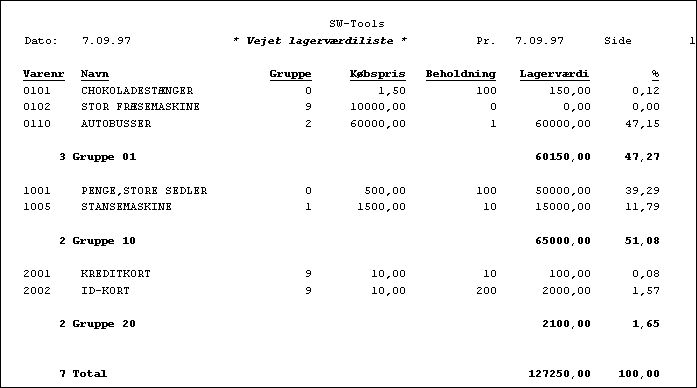 SW-Tools
Dato: 7.09.97 * Vejet lagerværdiliste * Pr. 7.09.97 Side 1
Varenr Navn Gruppe Købspris Beholdning Lagerværdi %
0101 CHOKOLADESTÆNGER 0 1,50 100 150,00 0,12
0102 STOR FRÆSEMASKINE 9 10000,00 0 0,00 0,00
0110 AUTOBUSSER 2 60000,00 1 60000,00 47,15
3 Gruppe 01 60150,00 47,27
1001 PENGE,STORE SEDLER 0 500,00 100 50000,00 39,29
1005 STANSEMASKINE 1 1500,00 10 15000,00 11,79
2 Gruppe 10 65000,00 51,08
2001 KREDITKORT 9 10,00 10 100,00 0,08
2002 ID-KORT 9 10,00 200 2000,00 1,57
2 Gruppe 20 2100,00 1,65
7 Total 127250,00 100,00